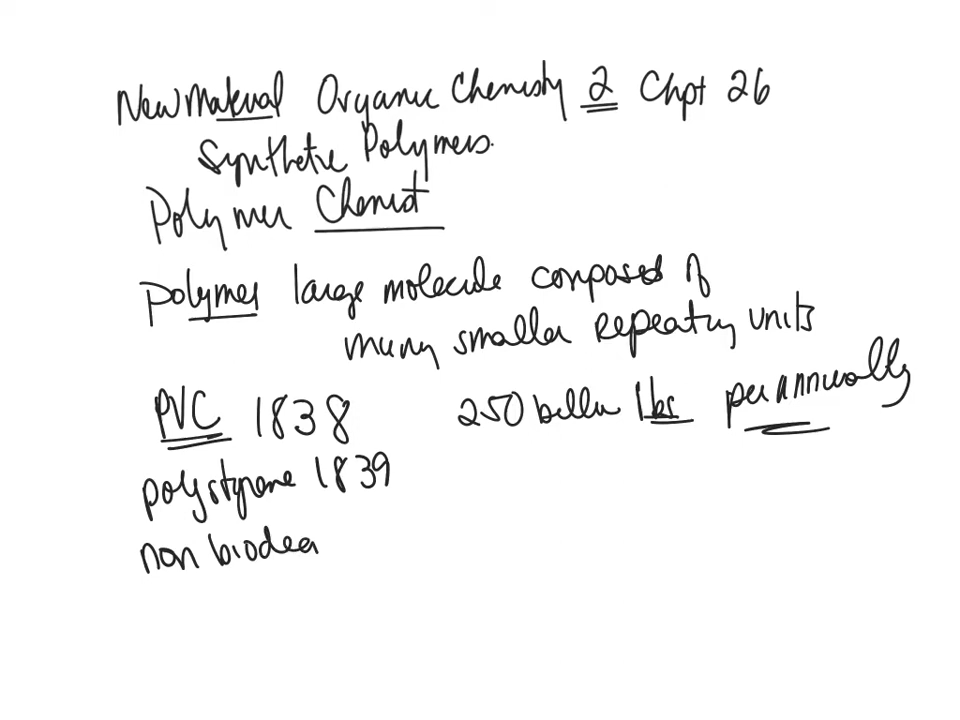 New Material Organic Chemistry 2 Chpt 26
Synthetic Polymers.
Polymer Chemist
polymer large molecule composed of
many smaller repeating units
PVC 1838 250 billion lbs per annually
polystyrene 1839
non biodea